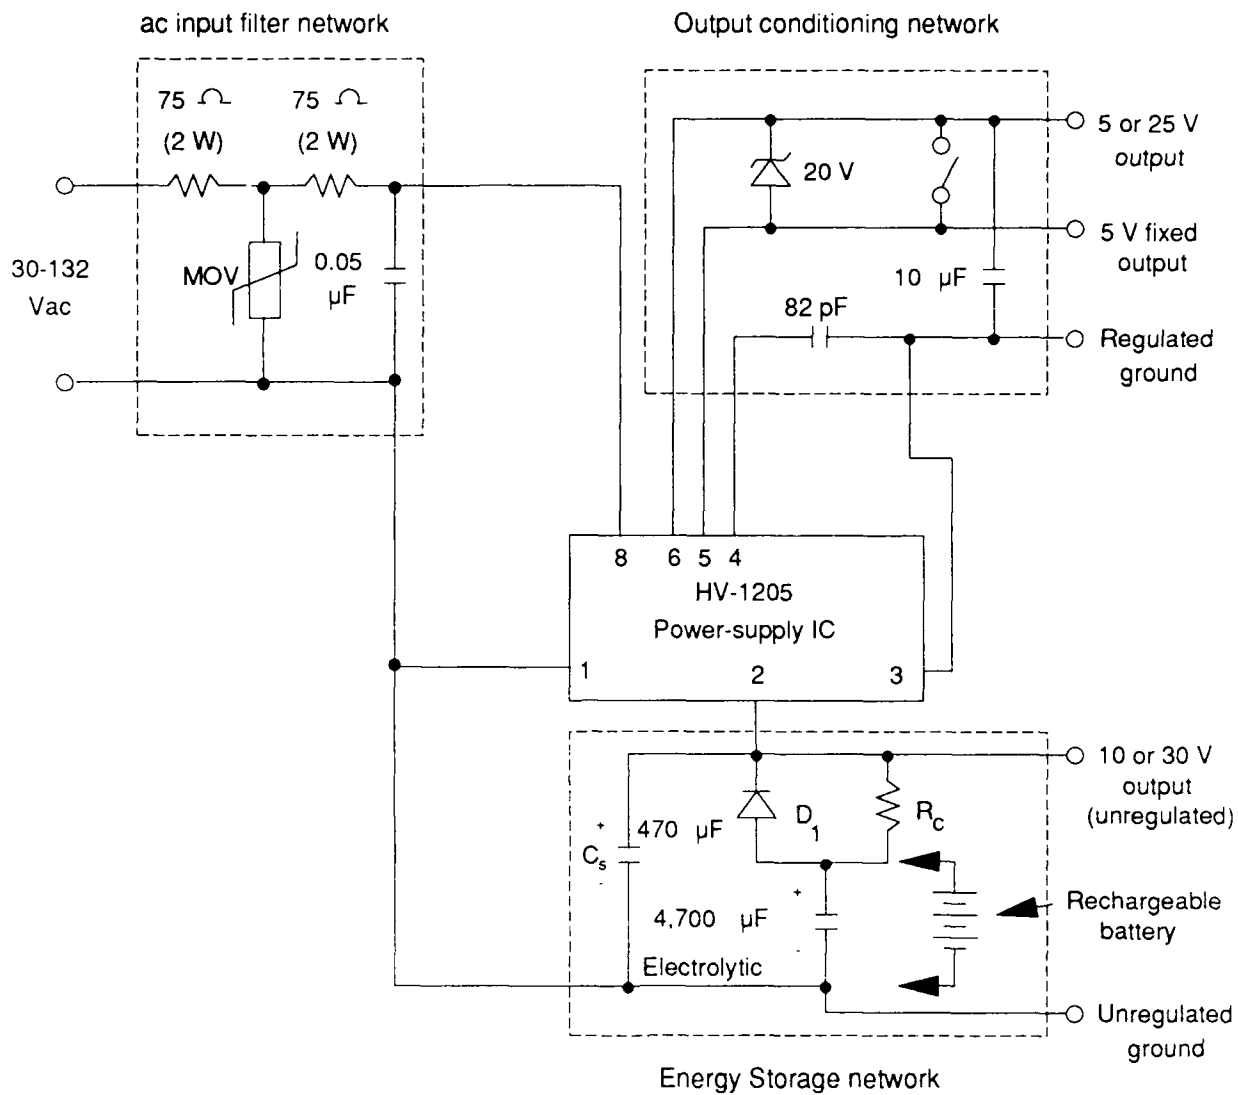 ac input filter network
Output conditioning network
75 Ω
(2 W)
75 Ω
(2 W)
30-132
Vac
MOV
0.05
µF
20 V
10 µF
82 pF
5 or 25 V
output
5 V fixed
output
Regulated
ground
8 6 5 4
HV-1205
Power-supply IC
1 2 3
+
470 µF
Cs
-
D1
RC
+
4,700 µF
-
Electrolytic
10 or 30 V
output
(unregulated)
Rechargeable
battery
Unregulated
ground
Energy Storage network